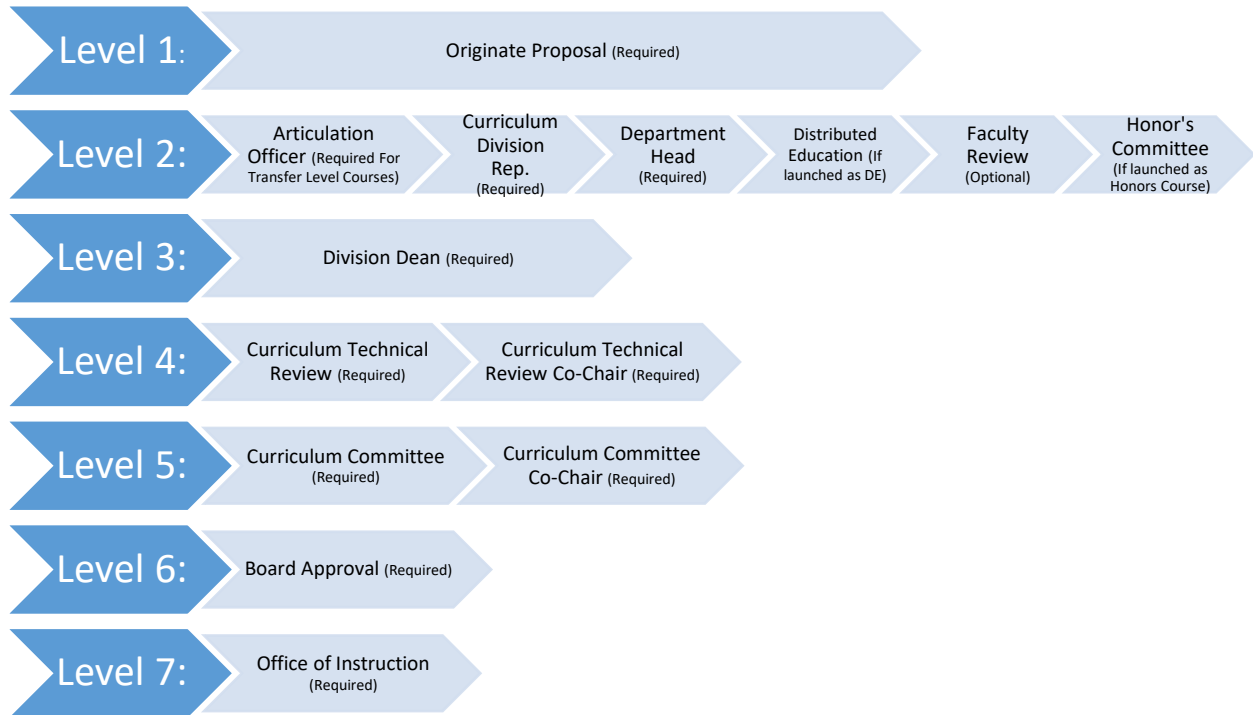 Level 1:
Originate Proposal (Required)
Level 2:
Articulation
Officer (Required For
Transfer Level Courses)
Curriculum
Division
Rep.
(Required)
Department
Head
(Required)
Distributed
Education (If
launched as DE)
Faculty
Review
(Optional)
Honor's
Committee
(If launched as
Honors Course)
Level 3:
Division Dean (Required)
Level 4:
Curriculum Technical
Review (Required)
Curriculum Technical
Review Co-Chair (Required)
Level 5:
Curriculum Committee
(Required)
Curriculum Committee
Co-Chair (Required)
Level 6:
Board Approval (Required)
Level 7:
Office of Instruction
(Required)